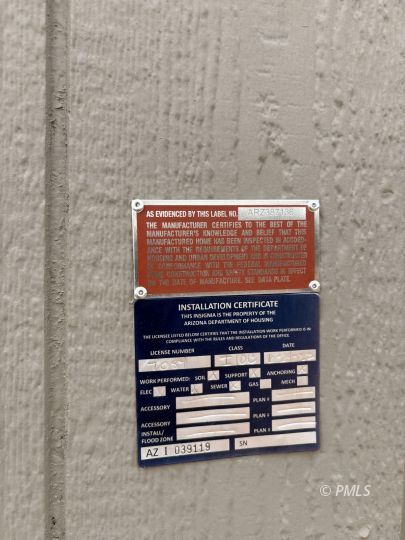 AS EVIDENCED BY THIS LABEL NO.
THE MANUFACTURER CERTIFIES TO THE BEST OF THE
MANUFACTURER'S KNOWLEDGE AND BELIEF THAT THIS
MANUFACTURED HOME HAS BEEN INSPECTED IN ACCORD-
ANCE WITH THE REQUIREMENTS OF THE DEPARTMENT OF
HOUSING AND URBAN DEVELOPMENT AND IS CONSTRUCTED
IN CONFORMANCE WITH THE FEDERAL MANUFACTURED
HOME CONSTRUCTION AND SAFETY STANDARDS IN EFFECT
ON THE DATE OF MANUFACTURE. SEE DATA PLATE.
INSTALLATION CERTIFICATE
THIS INSIGNIA IS THE PROPERTY OF THE
ARIZONA DEPARTMENT OF HOUSING
THE LICENSEE LISTED BELOW CERTIFIES THAT THE INSTALLATION WORK PERFORMED IS IN
COMPLIANCE WITH THE RULES AND REGULATIONS OF THE OFFICE.
LICENSE NUMBER CLASS DATE
WORK PERFORMED: SOIL SUPPORT ANCHORING
ELEC WATER SEWER GAS MECH
PLAN #
ACCESSORY PLAN #
ACCESSORY PLAN #
INSTALL/
FLOOD ZONE
AZ I 039119 SN
© PMLS